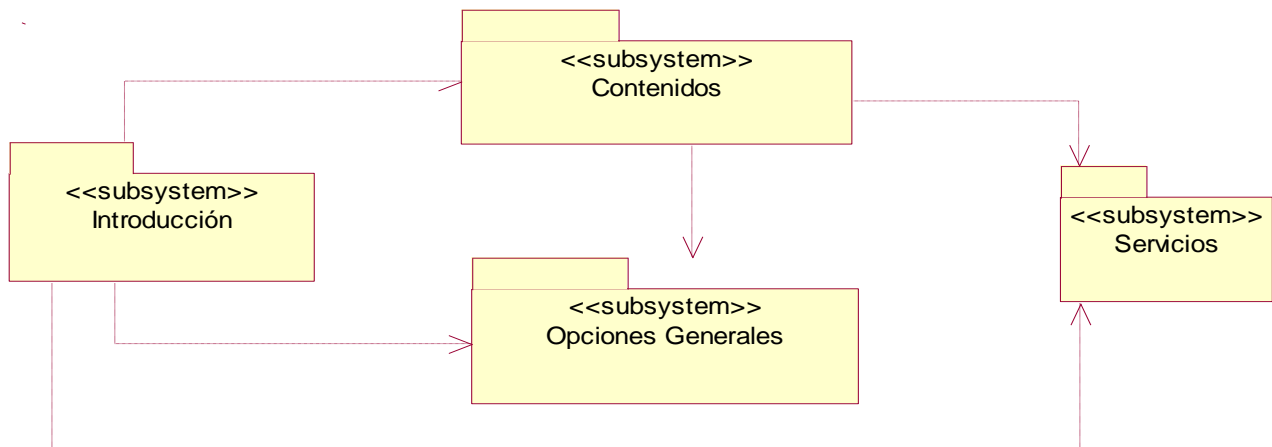 <<subsystem>>
Contenidos
<<subsystem>>
Introducción
<<subsystem>>
Servicios
<<subsystem>>
Opciones Generales